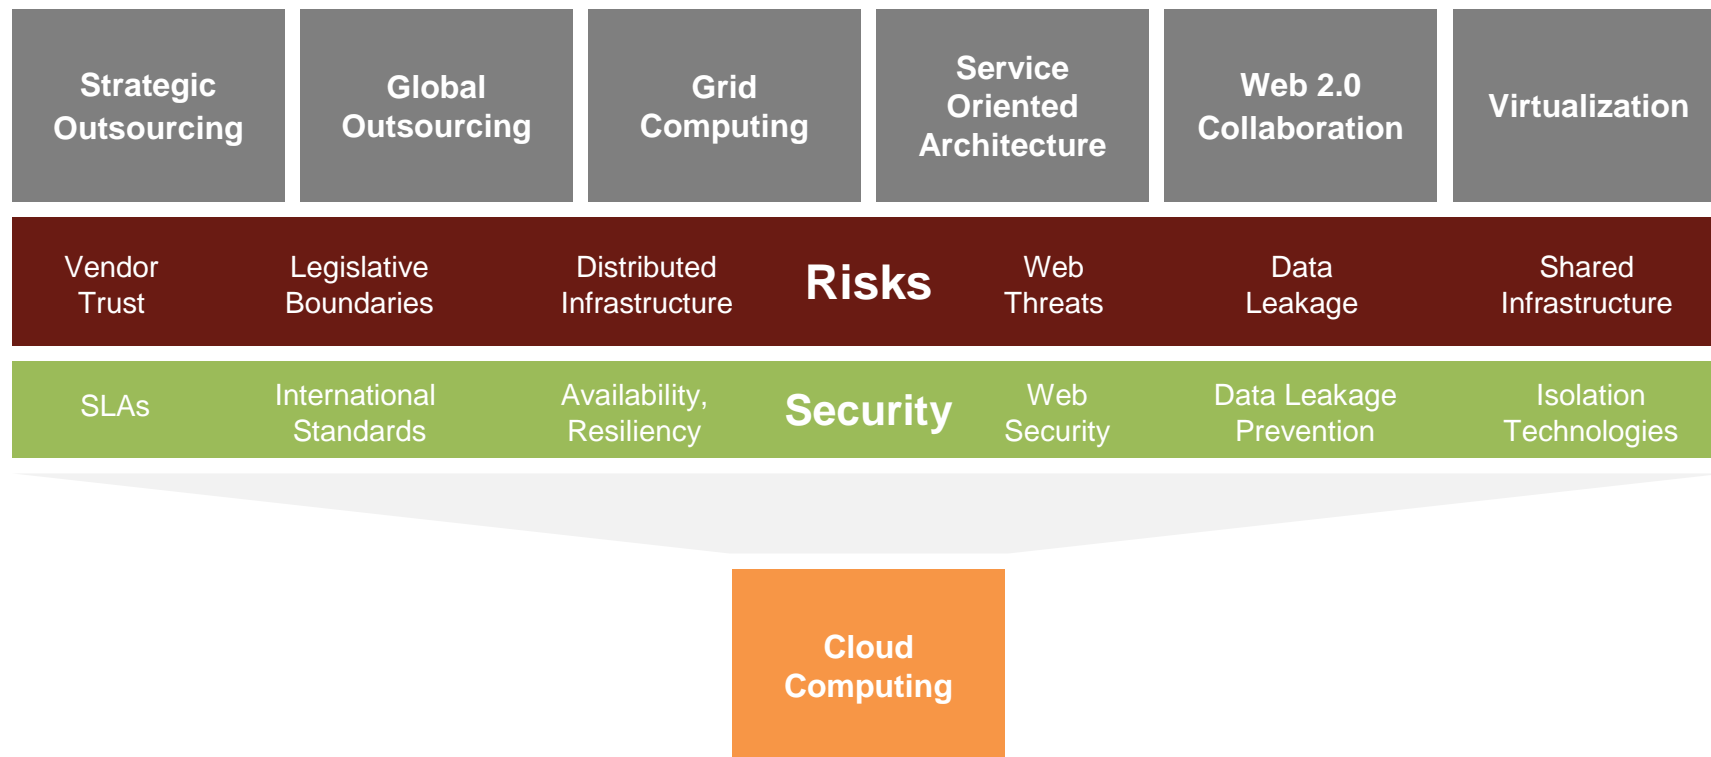 Strategic
Outsourcing
Global
Outsourcing
Grid
Computing
Service
Oriented
Architecture
Web 2.0
Collaboration
Virtualization
Vendor
Trust
Legislative
Boundaries
Distributed
Infrastructure
Risks
Web
Threats
Data
Leakage
Shared
Infrastructure
SLAs
International
Standards
Availability,
Resiliency
Security
Web
Security
Data Leakage
Prevention
Isolation
Technologies
Cloud
Computing